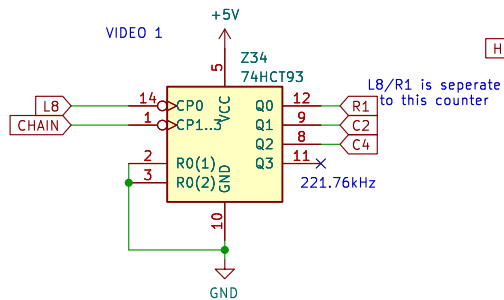 +5V
VIDEO 1
H
Z34
74HCT93
5
VCC
L8/R1 is seperate
to this counter
L8
14
CP0
Q0
12
R1
CHAIN
1
CP1..3
Q1
9
C2
Q2
8
C4
2
R0(1)
Q3
11
3
R0(2)
GND
221.76kHz
10
GND